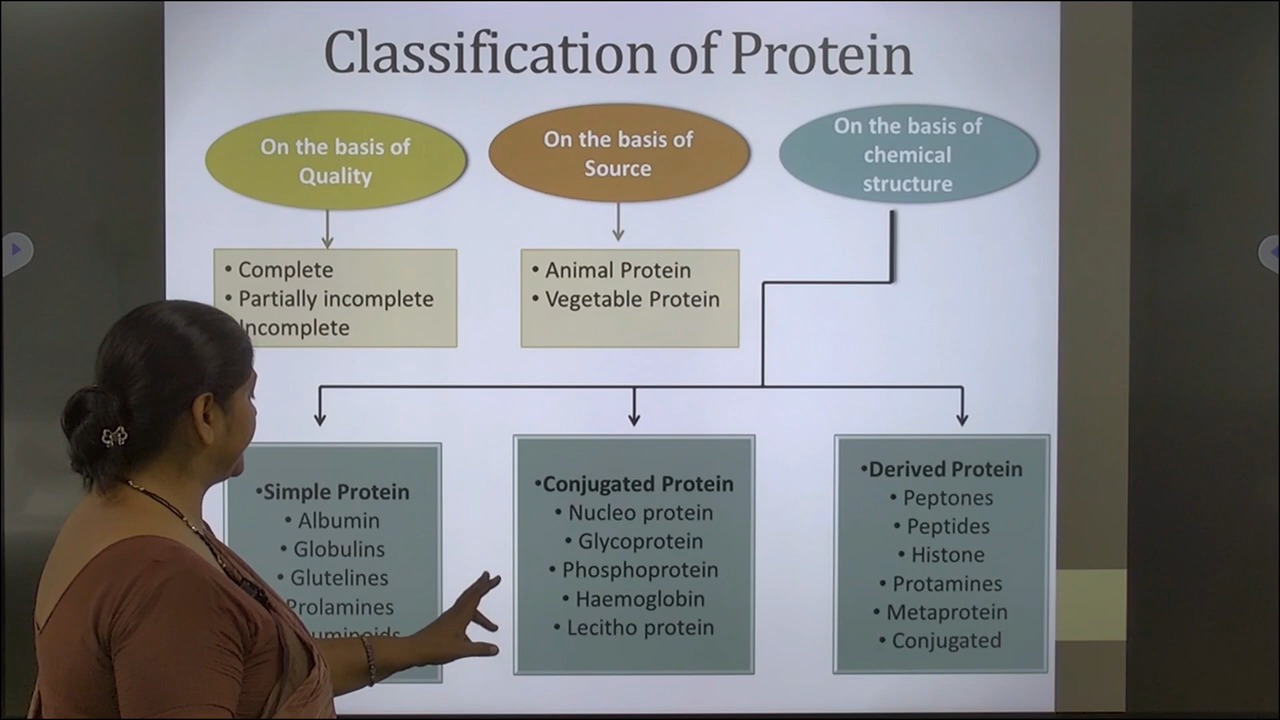 Classification of Protein
On the basis of
Quality
On the basis of
Source
On the basis of
chemical
structure
• Complete
• Partially incomplete
Incomplete
• Animal Protein
• Vegetable Protein
•Simple Protein
• Albumin
• Globulins
• Glutelines
Prolamines
•Conjugated Protein
• Nucleo protein
• Glycoprotein
• Phosphoprotein
• Haemoglobin
• Lecitho protein
•Derived Protein
• Peptones
• Peptides
• Histone
• Protamines
• Metaprotein
• Conjugated